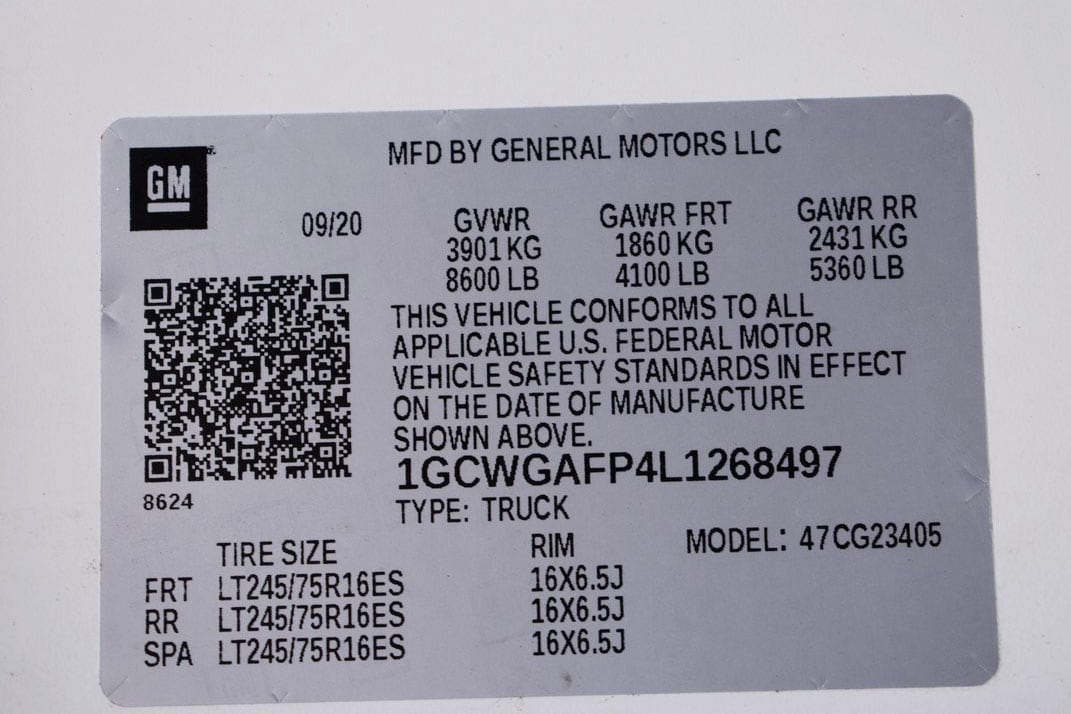 GM
MFD BY GENERAL MOTORS LLC
09/20
GVWR GAWR FRT GAWR RR
3901 KG 1860 KG 2431 KG
8600 LB 4100 LB 5360 LB
THIS VEHICLE CONFORMS TO ALL
APPLICABLE U.S. FEDERAL MOTOR
VEHICLE SAFETY STANDARDS IN EFFECT
ON THE DATE OF MANUFACTURE
SHOWN ABOVE.
8624
1GCWGAFP4L1268497
TYPE: TRUCK
MODEL: 47CG23405
TIRE SIZE RIM
FRT LT245/75R16ES 16X6.5J
RR LT245/75R16ES 16X6.5J
SPA LT245/75R16ES 16X6.5J